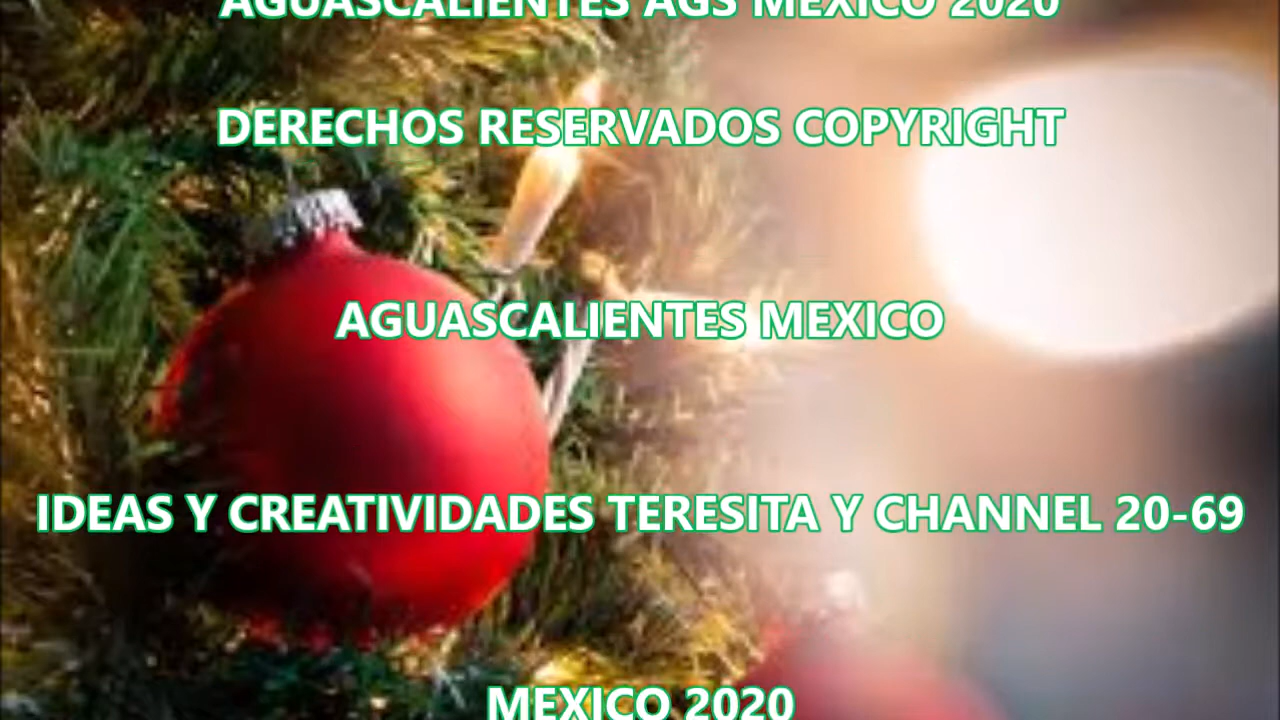 AGUASCALIENTES AGS MEXICO 2020
DERECHOS RESERVADOS COPYRIGHT
AGUASCALIENTES MEXICO
IDEAS Y CREATIVIDADES TERESITA Y CHANNEL 20-69
MEXICO 2020